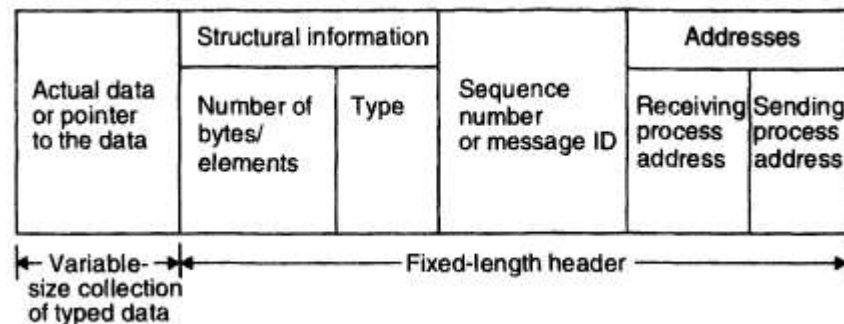 Structural information
Addresses
Actual data
or pointer
to the data
Number of
bytes/
elements
Type
Sequence
number
or message ID
Receiving
process
address
Sending
process
address
Variable-
size collection
of typed data
Fixed-length header